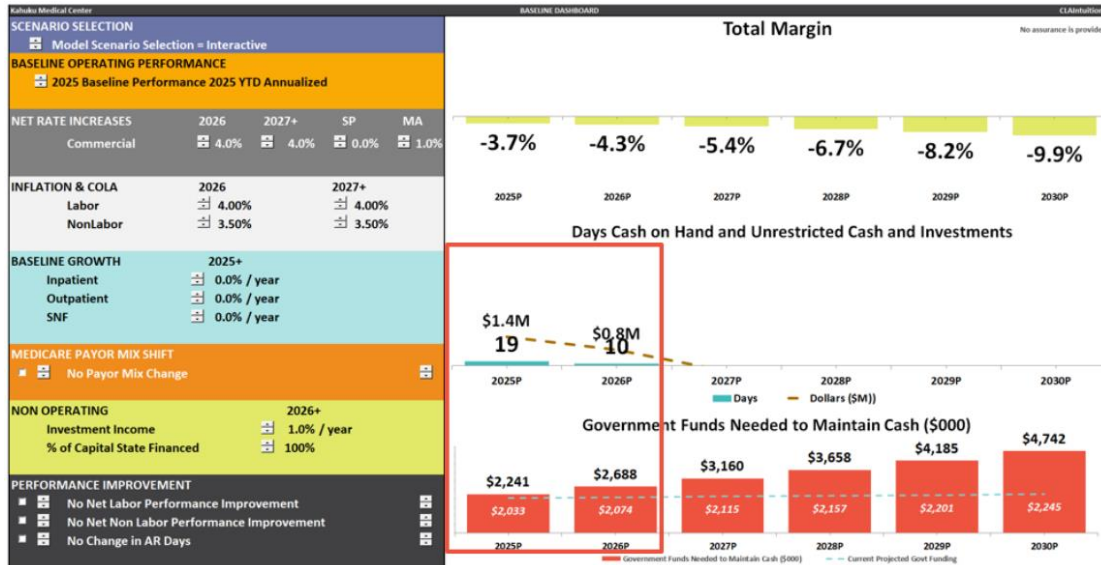 Kahuku Medical Center BASELINE DASHBOARD CLAIntuition
SCENARIO SELECTION
Model Scenario Selection = Interactive
BASELINE OPERATING PERFORMANCE
2025 Baseline Performance 2025 YTD Annualized
NET RATE INCREASES 2026 2027+ SP MA
Commercial 4.0% 4.0% 0.0% 1.0%
INFLATION & COLA 2026 2027+
Labor 4.00% 4.00%
NonLabor 3.50% 3.50%
BASELINE GROWTH 2025+
Inpatient 0.0% / year
Outpatient 0.0% / year
SNF 0.0% / year
MEDICARE PAYOR MIX SHIFT
No Payor Mix Change
NON OPERATING 2026+
Investment Income 1.0% / year
% of Capital State Financed 100%
PERFORMANCE IMPROVEMENT
No Net Labor Performance Improvement
No Net Non Labor Performance Improvement
No Change in AR Days
Total Margin
No assurance is provide
-3.7% -4.3% -5.4% -6.7% -8.2% -9.9%
2025P 2026P 2027P 2028P 2029P 2030P
Days Cash on Hand and Unrestricted Cash and Investments
$1.4M $0.8M
19 10
2025P 2026P 2027P 2028P 2029P 2030P
Days Dollars ($M))
Government Funds Needed to Maintain Cash ($000)
$2,241 $2,688 $3,160 $3,658 $4,185 $4,742
$2,033 $2,074 $2,115 $2,157 $2,201 $2,245
2025P 2026P 2027P 2028P 2029P 2030P
Government Funds Needed to Maintain Cash ($000) Current Projected Govt Funding